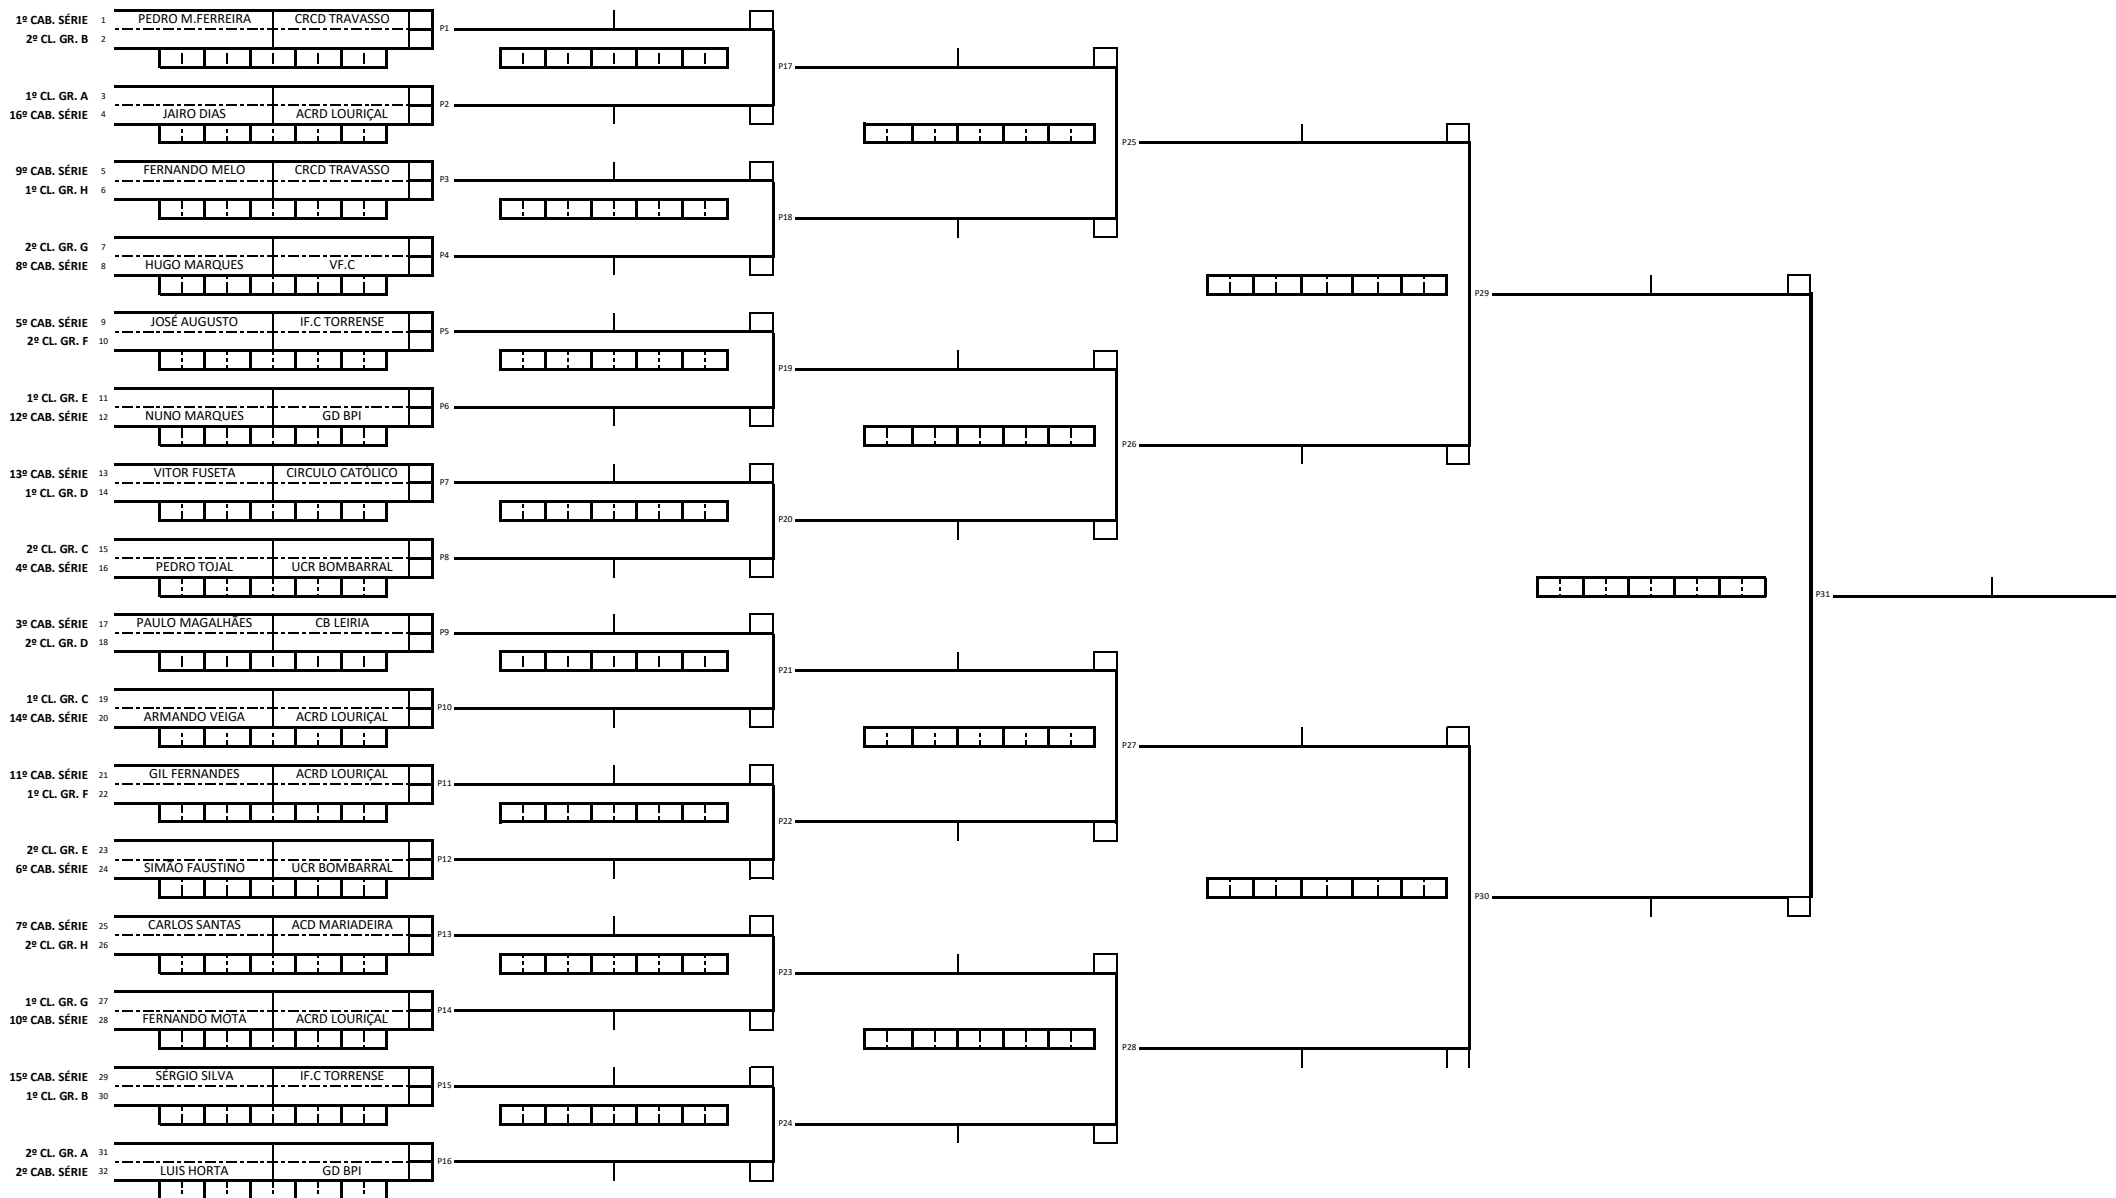 1º CAB. SÉRIE 1 PEDRO M.FERREIRA CRCD TRAVASSO
P1
2º CL. GR. B 2
P17
1º CL. GR. A 3
P2
16º CAB. SÉRIE 4 JAIRO DIAS ACRD LOURIÇAL
P25
9º CAB. SÉRIE 5 FERNANDO MELO CRCD TRAVASSO
P3
1º CL. GR. H 6
P18
2º CL. GR. G 7
P4
8º CAB. SÉRIE 8 HUGO MARQUES VF.C
P29
5º CAB. SÉRIE 9 JOSÉ AUGUSTO IF.C TORRENSE
P5
2º CL. GR. F 10
P19
1º CL. GR. E 11
P6
12º CAB. SÉRIE 12 NUNO MARQUES GD BPI
P26
13º CAB. SÉRIE 13 VITOR FUSETA CIRCULO CATÓLICO
P7
1º CL. GR. D 14
P20
2º CL. GR. C 15
P8
4º CAB. SÉRIE 16 PEDRO TOJAL UCR BOMBARRAL
P31
3º CAB. SÉRIE 17 PAULO MAGALHÃES CB LEIRIA
P9
2º CL. GR. D 18
P21
1º CL. GR. C 19
P10
14º CAB. SÉRIE 20 ARMANDO VEIGA ACRD LOURIÇAL
P27
11º CAB. SÉRIE 21 GIL FERNANDES ACRD LOURIÇAL
P11
1º CL. GR. F 22
P22
2º CL. GR. E 23
P12
6º CAB. SÉRIE 24 SIMÃO FAUSTINO UCR BOMBARRAL
P30
7º CAB. SÉRIE 25 CARLOS SANTAS ACD MARIADEIRA
P13
2º CL. GR. H 26
P23
1º CL. GR. G 27
P14
10º CAB. SÉRIE 28 FERNANDO MOTA ACRD LOURIÇAL
P28
15º CAB. SÉRIE 29 SÉRGIO SILVA IF.C TORRENSE
P15
1º CL. GR. B 30
P24
2º CL. GR. A 31
P16
2º CAB. SÉRIE 32 LUIS HORTA GD BPI